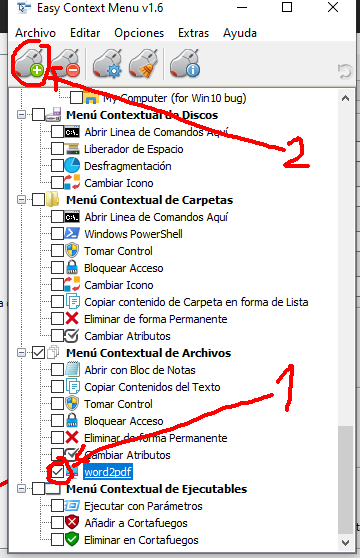 Easy Context Menu v1.6
Archivo Editar Opciones Extras Ayuda
My Computer (for Win10 bug)
Menú Contextual de Discos
Abrir Linea de Comandos Aquí
Liberador de Espacio
Desfragmentación
Cambiar Icono
2
Menú Contextual de Carpetas
Abrir Linea de Comandos Aquí
Windows PowerShell
Tomar Control
Bloquear Acceso
Cambiar Icono
Copiar contenido de Carpeta en forma de Lista
Eliminar de forma Permanente
Cambiar Atributos
Menú Contextual de Archivos
Abrir con Bloc de Notas
Copiar Contenidos del Texto
1
Tomar Control
Bloquear Acceso
Eliminar de forma Permanente
Cambiar Atributos
word2pdf
Menú Contextual de Ejecutables
Ejecutar con Parámetros
Añadir a Cortafuegos
Eliminar en Cortafuegos